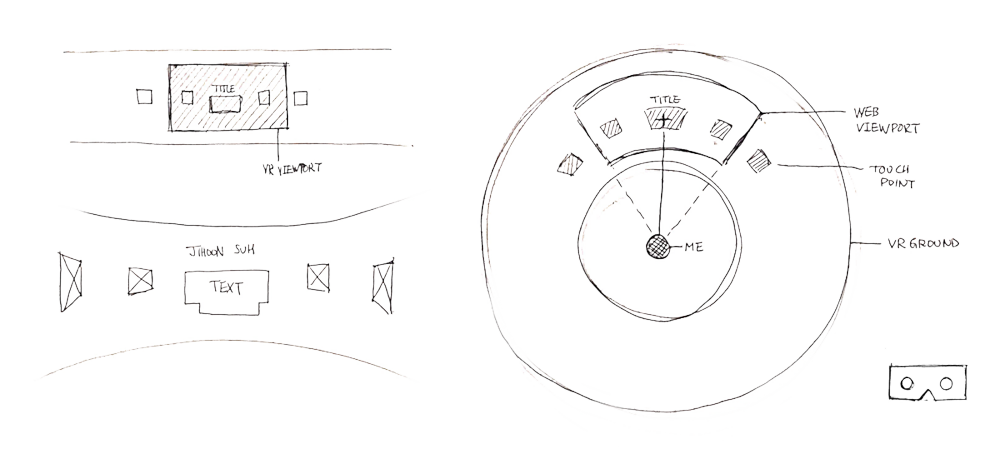 TITLE
VR VIEWPORT
JIHOON SUH
TEXT
TITLE
WEB
VIEWPORT
TOUCH
POINT
ME
VR GROUND